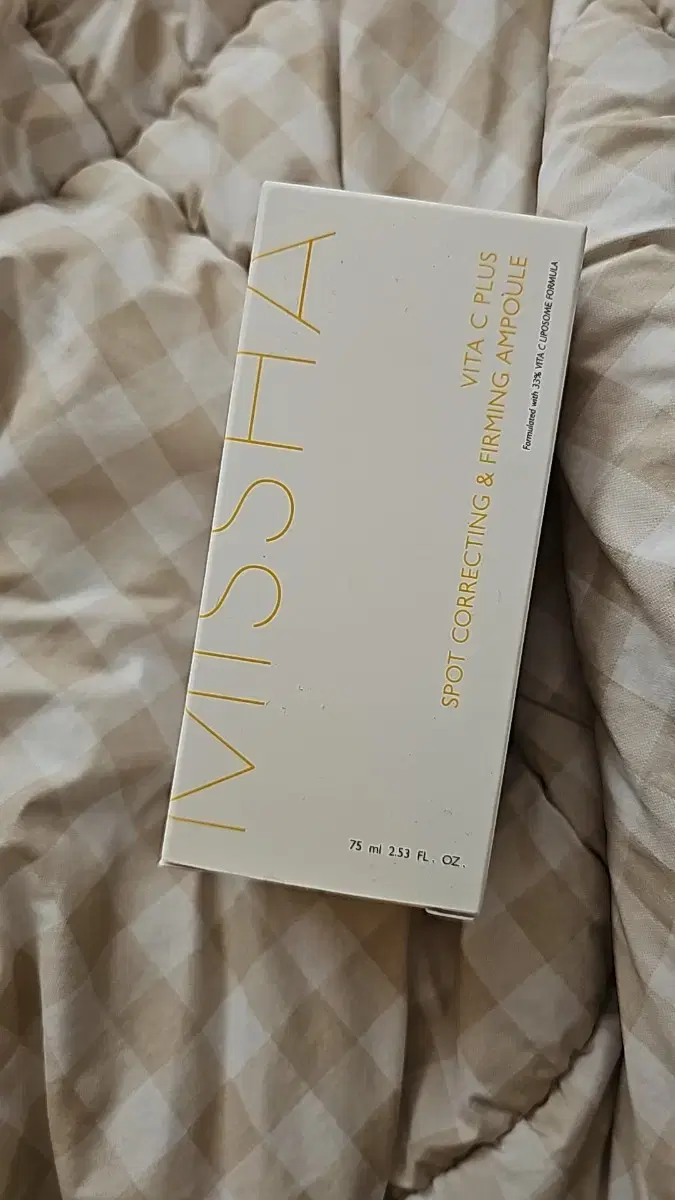 MISSHA
VITA C PLUS
SPOT CORRECTING & FIRMING AMPOULE
Formulated with 33% VITA C LIPOSOME FORMULA
75 ml 2.53 FL. OZ.